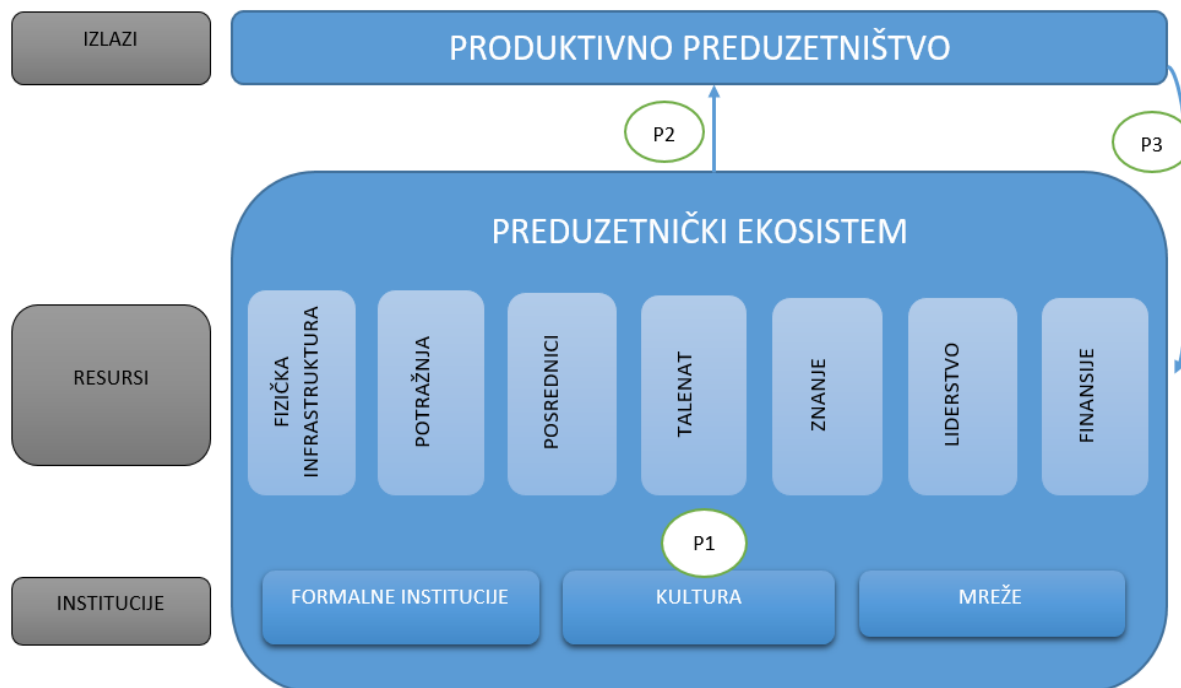 IZLAZI
PRODUKTIVNO PREDUZETNIŠTVO
P2
P3
PREDUZETNIČKI EKOSISTEM
RESURSI
FIZIČKA
INFRASTRUKTURA
POTRAŽNJA
POSREDNICI
TALENAT
ZNANJE
LIDERSTVO
FINANSIJE
P1
INSTITUCIJE
FORMALNE INSTITUCIJE
KULTURA
MREŽE